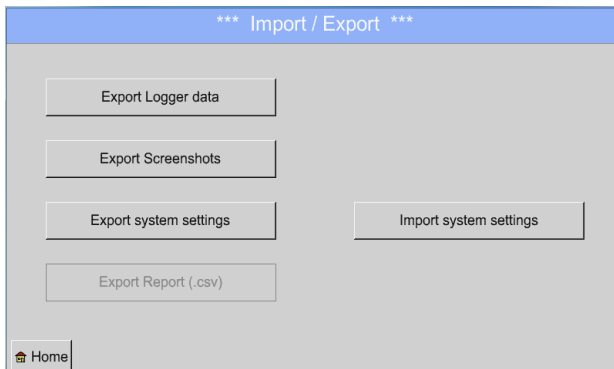 *** Import / Export ***
Export Logger data
Export Screenshots
Export system settings
Import system settings
Export Report (.csv)
Home